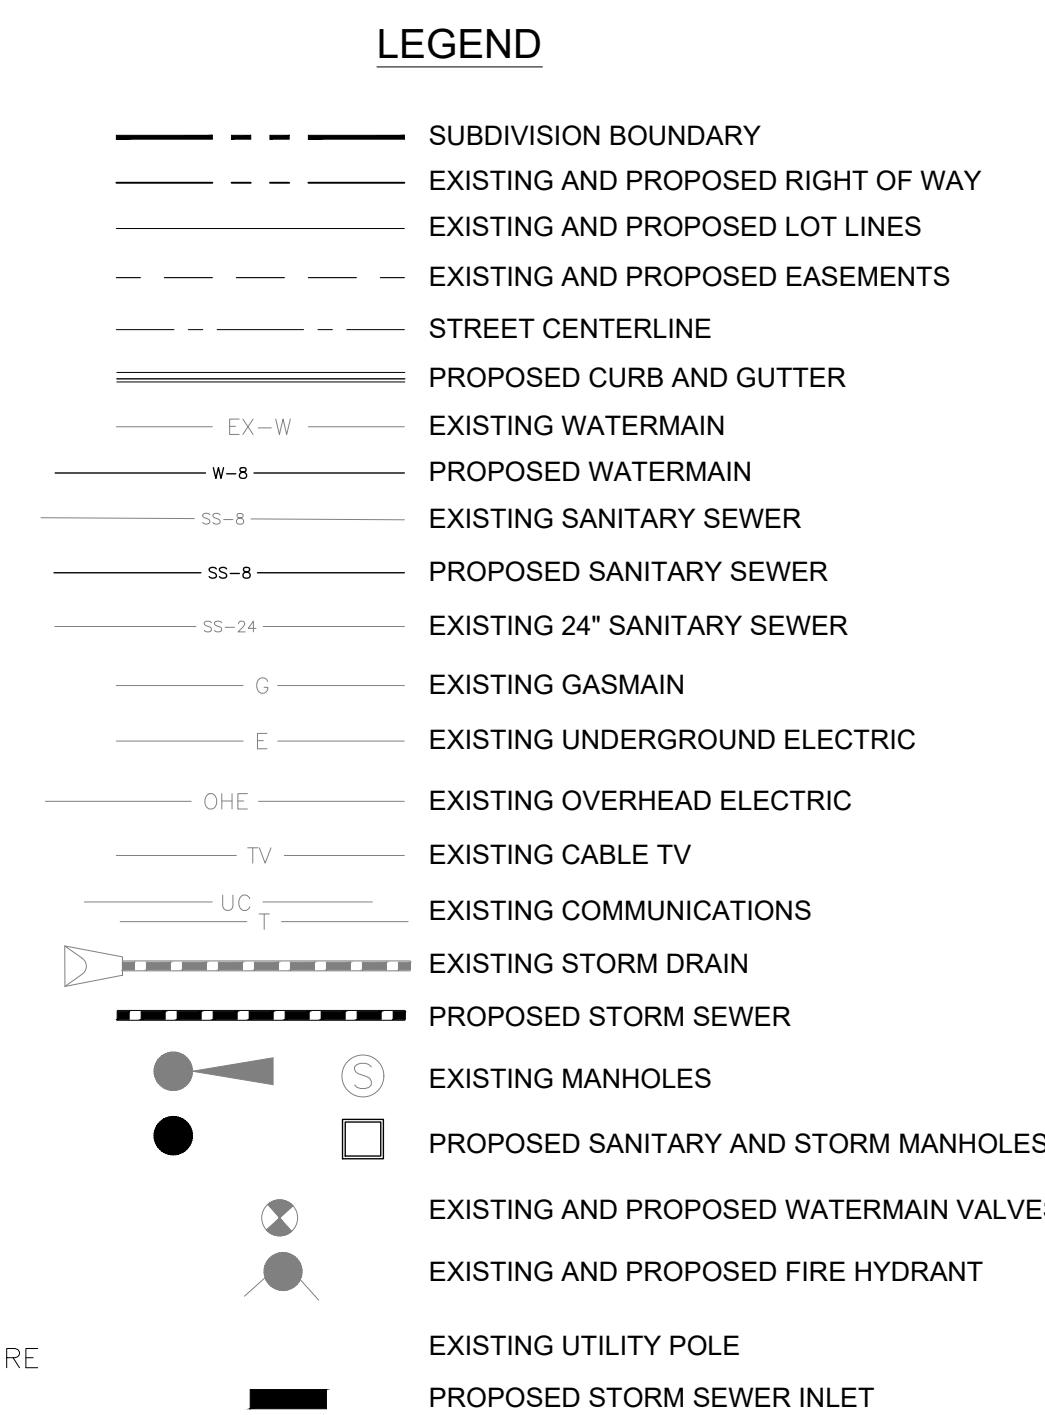 LEGEND
SUBDIVISION BOUNDARY
EXISTING AND PROPOSED RIGHT OF WAY
EXISTING AND PROPOSED LOT LINES
EXISTING AND PROPOSED EASEMENTS
STREET CENTERLINE
PROPOSED CURB AND GUTTER
EX-W EXISTING WATERMAIN
W-8 PROPOSED WATERMAIN
SS-8 EXISTING SANITARY SEWER
SS-8 PROPOSED SANITARY SEWER
SS-24 EXISTING 24" SANITARY SEWER
G EXISTING GASMAIN
E EXISTING UNDERGROUND ELECTRIC
OHE EXISTING OVERHEAD ELECTRIC
TV EXISTING CABLE TV
UC
T EXISTING COMMUNICATIONS
EXISTING STORM DRAIN
PROPOSED STORM SEWER
S EXISTING MANHOLES
PROPOSED SANITARY AND STORM MANHOLES
EXISTING AND PROPOSED WATERMAIN VALVES
EXISTING AND PROPOSED FIRE HYDRANT
EXISTING UTILITY POLE
RE
PROPOSED STORM SEWER INLET